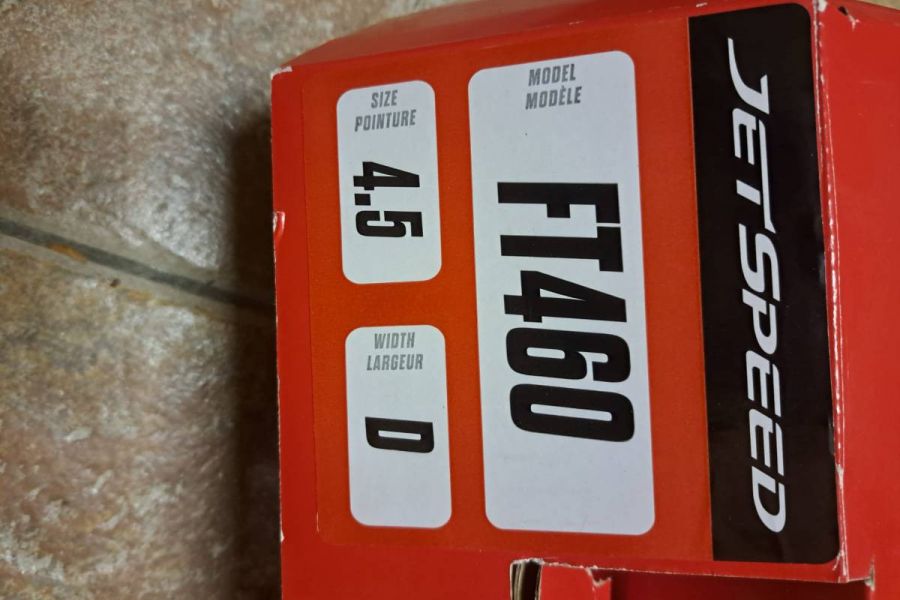 JETSPEED
MODEL
MODÈLE
FT460
SIZE
POINTURE
4.5
WIDTH
LARGEUR
D